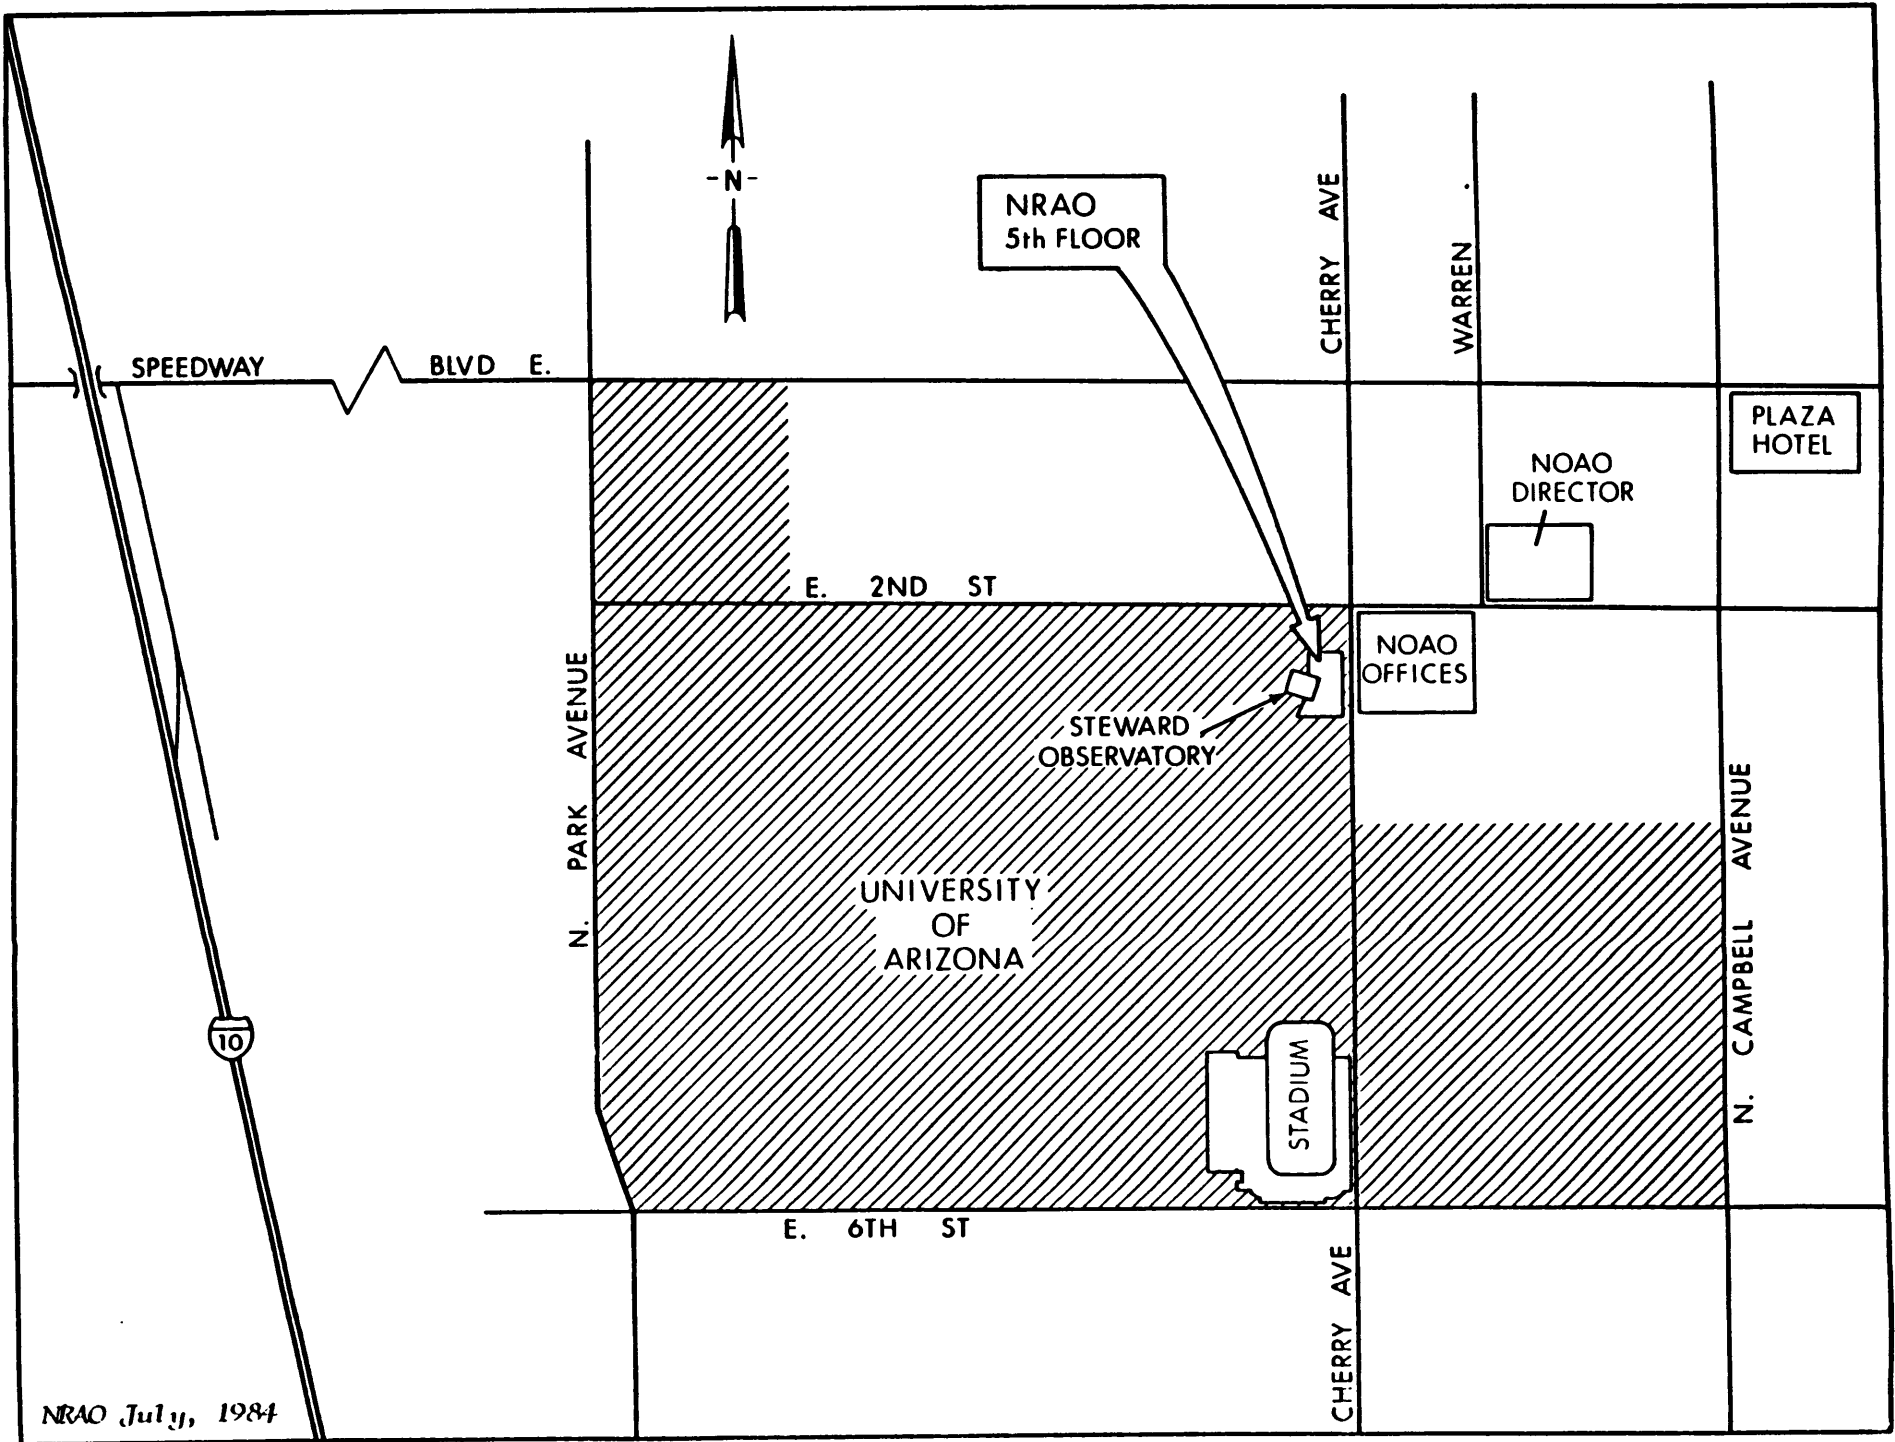 -N-
NRAO
5th FLOOR
CHERRY AVE
WARREN
SPEEDWAY BLVD E.
PLAZA
HOTEL
NOAO
DIRECTOR
E. 2ND ST
NOAO
OFFICES
STEWARD
OBSERVATORY
N. PARK AVENUE
N. CAMPBELL AVENUE
UNIVERSITY
OF
ARIZONA
10
STADIUM
E. 6TH ST
CHERRY AVE
NRAO July, 1984